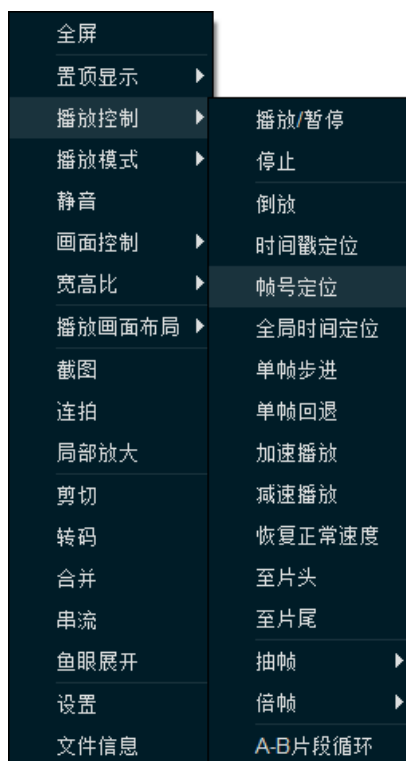 全屏
置顶显示
播放控制
播放模式
静音
画面控制
宽高比
播放画面布局
截图
连拍
局部放大
剪切
转码
合并
串流
鱼眼展开
设置
文件信息
播放/暂停
停止
倒放
时间戳定位
帧号定位
全局时间定位
单帧步进
单帧回退
加速播放
减速播放
恢复正常速度
至片头
至片尾
抽帧
倍帧
A-B片段循环